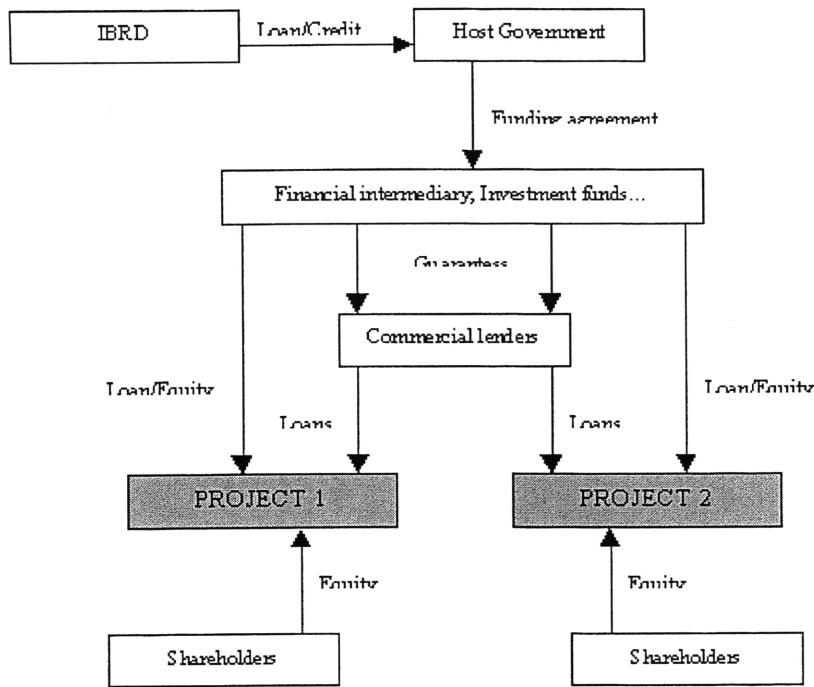 IBRD
Loan/Credit
Host Government
Funding agreement
Financial intermediary, Investment funds...
Guarantess
Commercial lenders
Loan/Equity
Loans
Loans
Loan/Equity
PROJECT 1
PROJECT 2
Equity
Equity
Shareholders
Shareholders